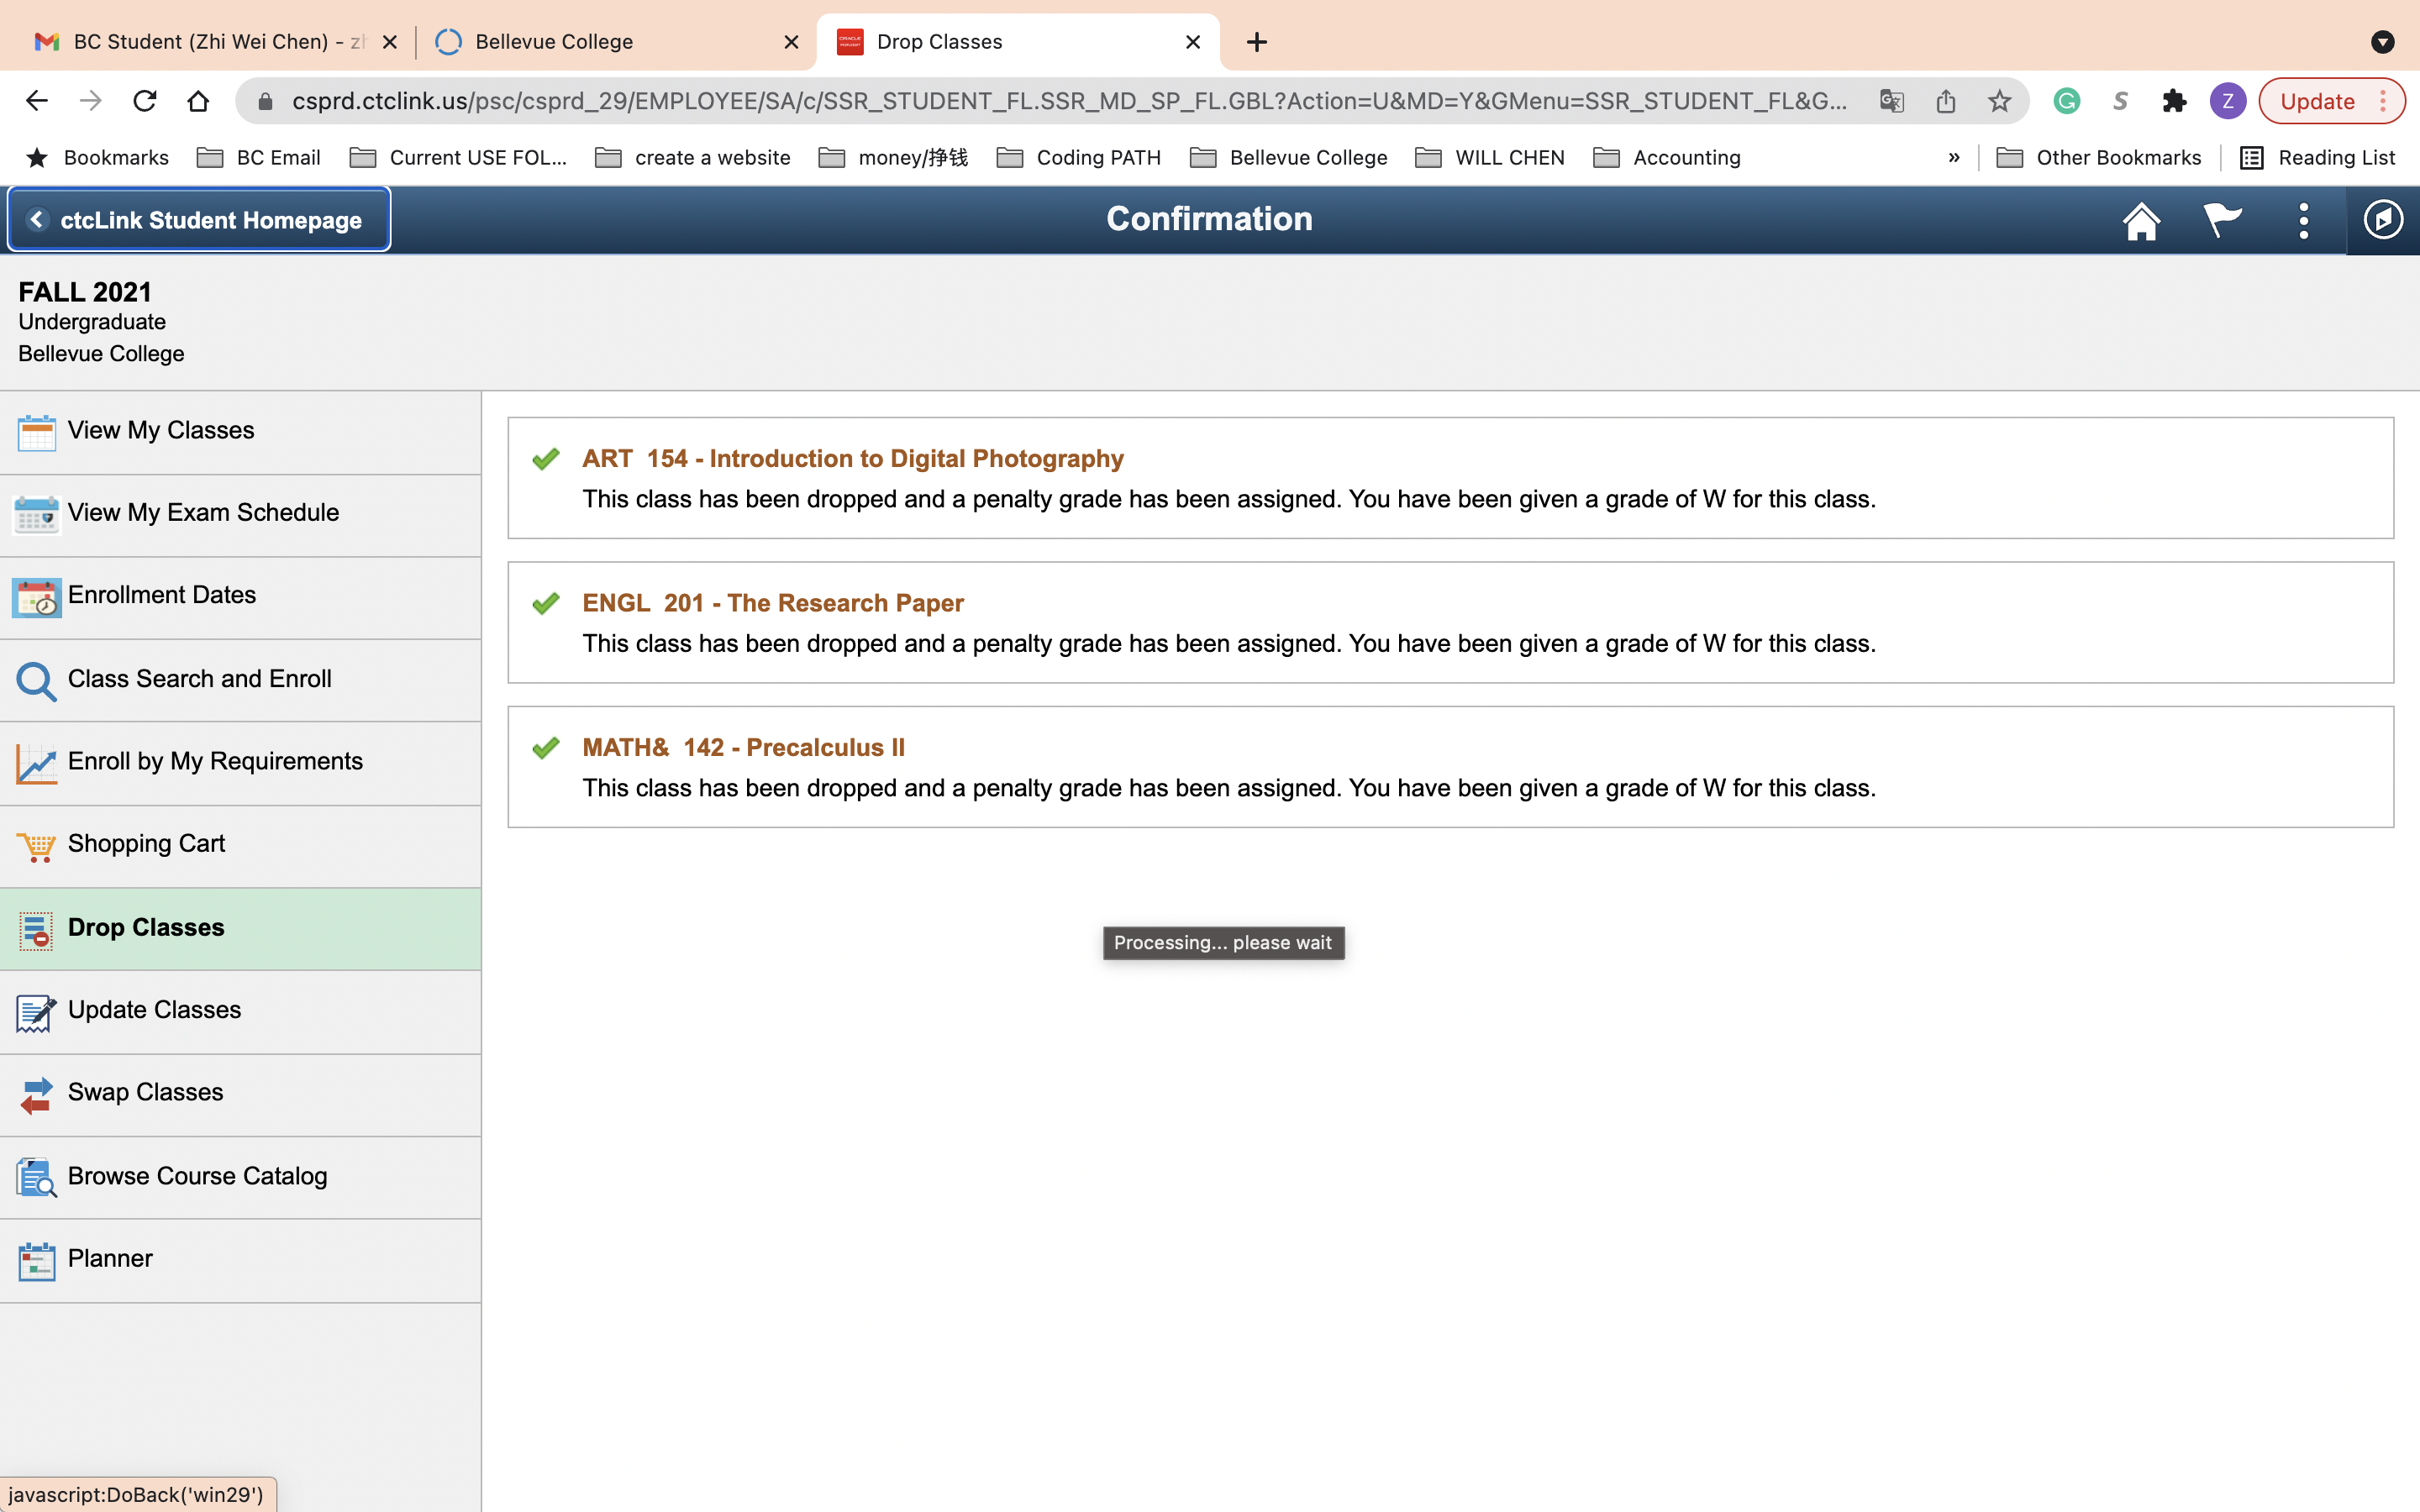 BC Student (Zhi Wei Chen) - zh
Bellevue College
Drop Classes
csprd.ctclink.us/psc/csprd_29/EMPLOYEE/SA/c/SSR_STUDENT_FL.SSR_MD_SP_FL.GBL?Action=U&MD=Y&GMenu=SSR_STUDENT_FL&G...
Z
Update
Bookmarks
BC Email
Current USE FOL...
create a website
money/挣钱
Coding PATH
Bellevue College
WILL CHEN
Accounting
»
Other Bookmarks
Reading List
ctcLink Student Homepage
Confirmation
FALL 2021
Undergraduate
Bellevue College
View My Classes
View My Exam Schedule
Enrollment Dates
Class Search and Enroll
Enroll by My Requirements
Shopping Cart
Drop Classes
Update Classes
Swap Classes
Browse Course Catalog
Planner
ART 154 - Introduction to Digital Photography
This class has been dropped and a penalty grade has been assigned. You have been given a grade of W for this class.
ENGL 201 - The Research Paper
This class has been dropped and a penalty grade has been assigned. You have been given a grade of W for this class.
MATH& 142 - Precalculus II
This class has been dropped and a penalty grade has been assigned. You have been given a grade of W for this class.
Processing... please wait
javascript:DoBack('win29')